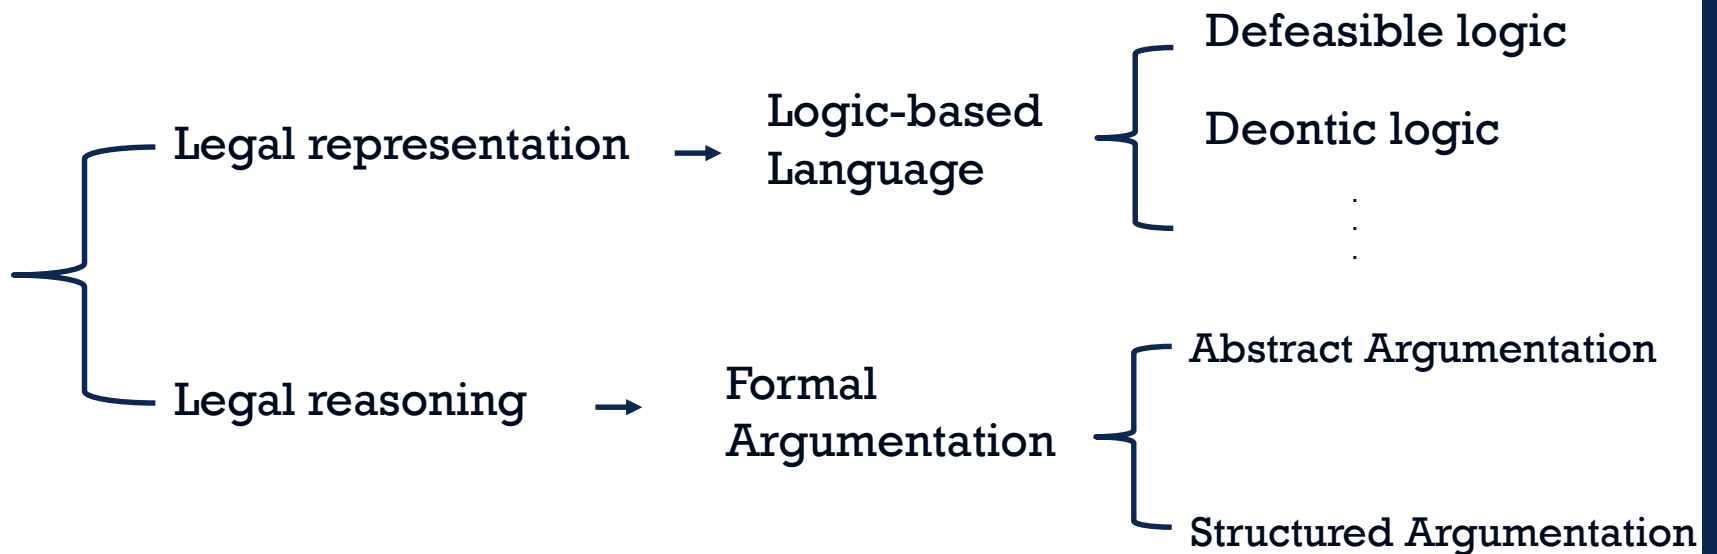 Defeasible logic
Legal representation
Logic-based
Language
Deontic logic
.
.
.
Legal reasoning
Formal
Argumentation
Abstract Argumentation
Structured Argumentation